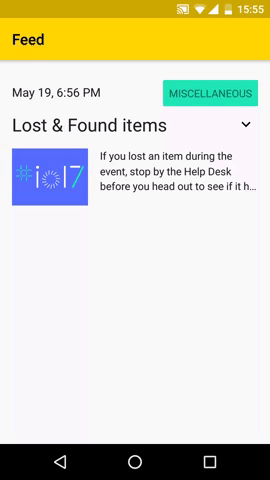 15:55
Feed
May 19, 6:56 PM
MISCELLANEOUS
Lost & Found items
#io17
If you lost an item during the
event, stop by the Help Desk
before you head out to see if it h...